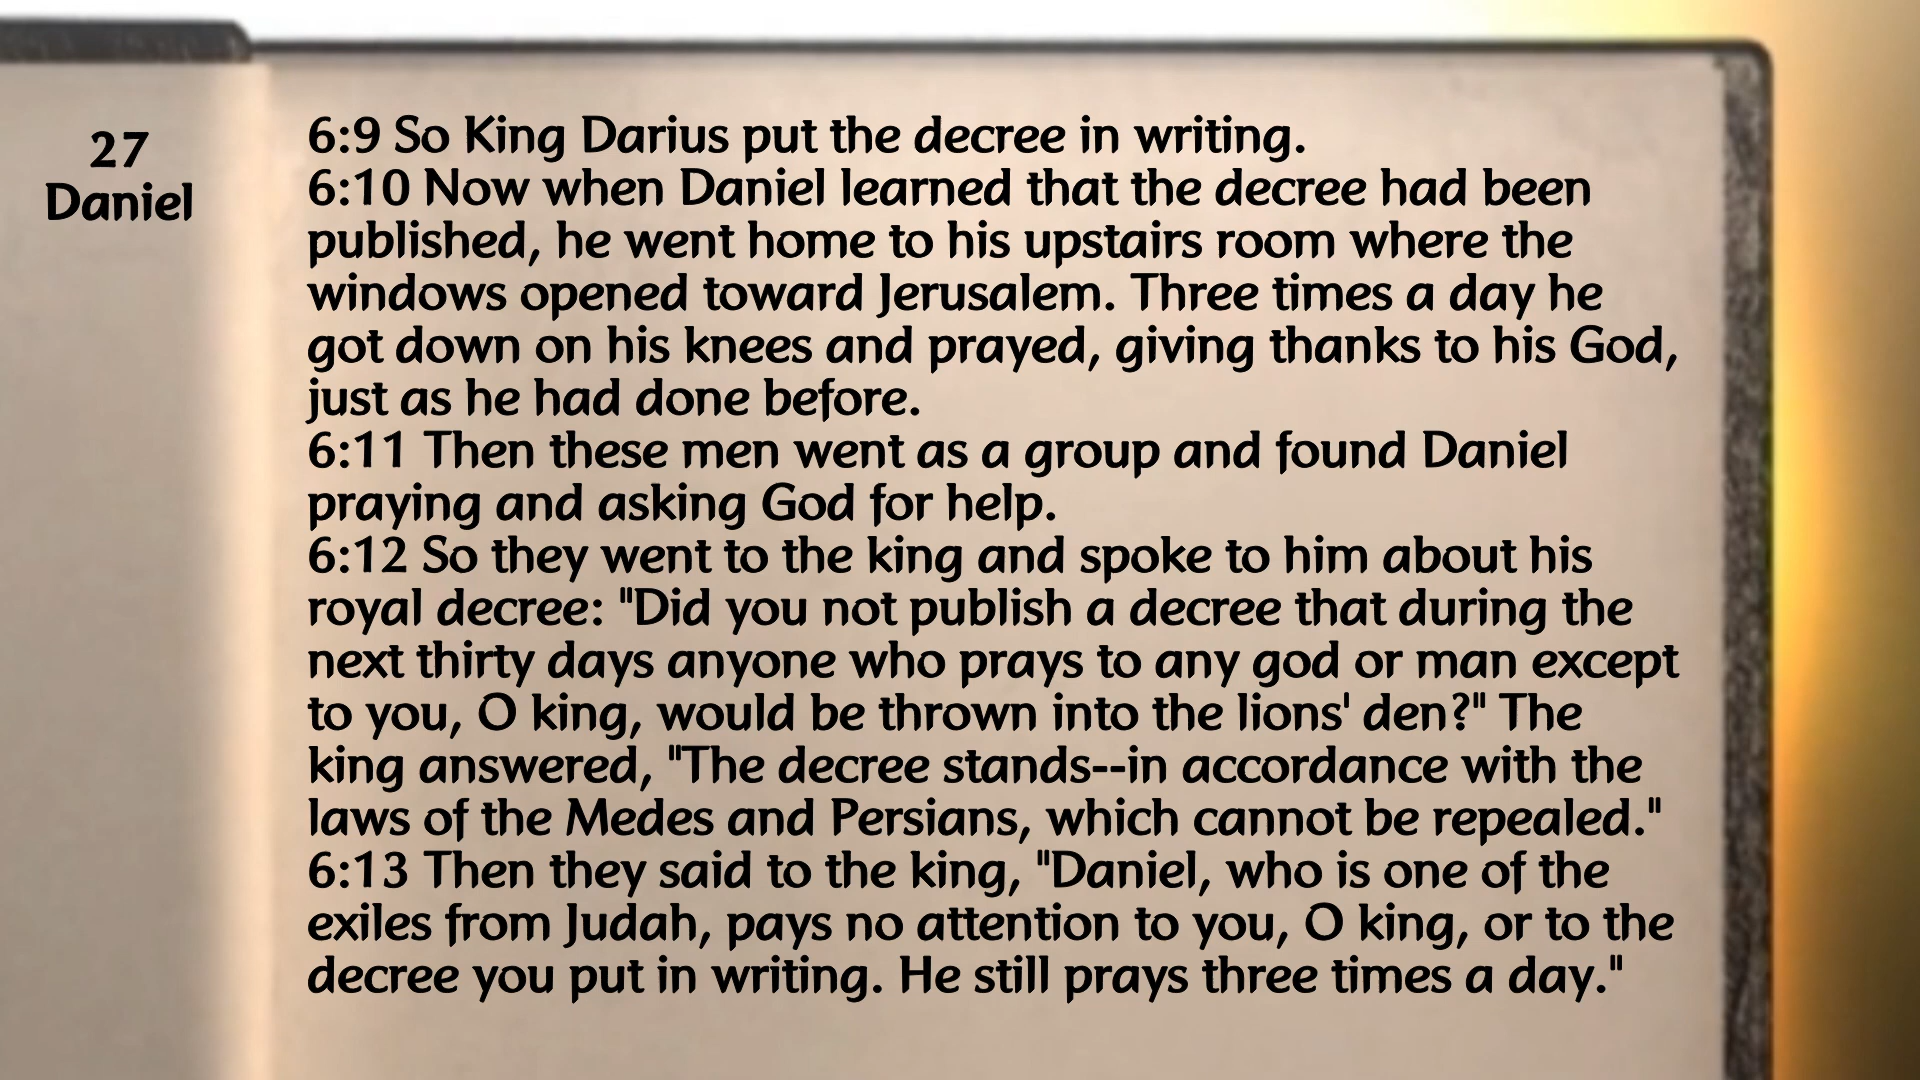 27
Daniel
6:9 So King Darius put the decree in writing.
6:10 Now when Daniel learned that the decree had been
published, he went home to his upstairs room where the
windows opened toward Jerusalem. Three times a day he
got down on his knees and prayed, giving thanks to his God,
just as he had done before.
6:11 Then these men went as a group and found Daniel
praying and asking God for help.
6:12 So they went to the king and spoke to him about his
royal decree: "Did you not publish a decree that during the
next thirty days anyone who prays to any god or man except
to you, O king, would be thrown into the lions' den?" The
king answered, "The decree stands--in accordance with the
laws of the Medes and Persians, which cannot be repealed."
6:13 Then they said to the king, "Daniel, who is one of the
exiles from Judah, pays no attention to you, O king, or to the
decree you put in writing. He still prays three times a day."